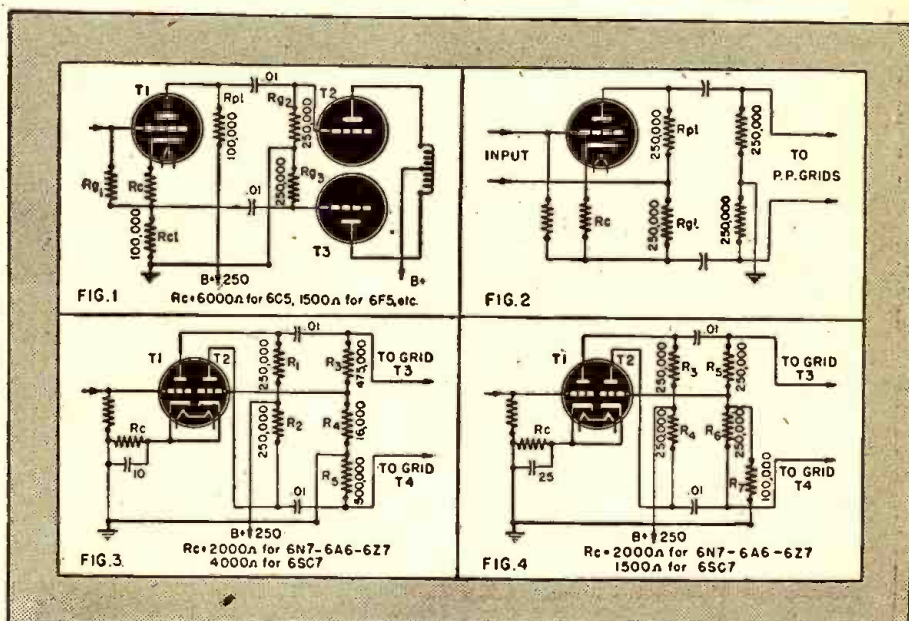 T1
.01
T2
Rpl
100,000
Rg2
250,000
Rg1
Rc
.01
250,000
Rg3
100,000
Rcl
T3
B+250
B+
FIG.1
Rc=6000Ω for 6C5, 1500Ω for 6F5, etc.
INPUT
250,000
Rpl
250,000
TO
P.P. GRIDS
Rc
250,000
Rgl
250,000
FIG.2
T1
T2
.01
250,000
R1
R3
475,000
TO GRID
T3
250,000
R2
R4
16,000
Rc
10
R5
500,000
TO GRID
T4
.01
B+250
Rc=2000Ω for 6N7-6A6-6Z7
FIG.3
4000Ω for 6SC7
T1
T2
.01
250,000
R3
R5
250,000
TO GRID
T3
250,000
R4
R6
250,000
Rc
25
R7
100,000
TO GRID
T4
.01
B+250
Rc=2000Ω for 6N7-6A6-6Z7
FIG.4
1500Ω for 6SC7